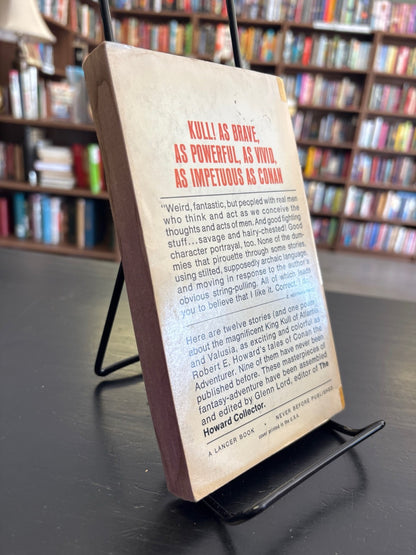 KULL! AS BRAVE,
AS POWERFUL, AS VIVID,
AS IMPETUOUS AS CONAN
"Weird, fantastic, but peopled with real men
who think and act as we conceive the
thoughts and acts of men. And good fighting
stuff...savage and hairy-chested! Good
character portrayal, too. None of the dum-
mies that pirouette through some stories,
using stilted, supposedly archaic language,
and moving in response to the author's
obvious string-pulling. All of which leads
you to believe that I like it. Correct. I do."
Here are twelve stories (and one poem)
about the magnificent King Kull of Atlantis
and Valusia, as exciting and colorful as
Robert E. Howard's tales of Conan the
Adventurer. Nine of them have never been
published before. These masterpieces of
fantasy-adventure have been assembled
and edited by Glenn Lord, editor of The
Howard Collector.
A LANCER BOOK • NEVER BEFORE PUBLISHED
cover printed in the U.S.A.